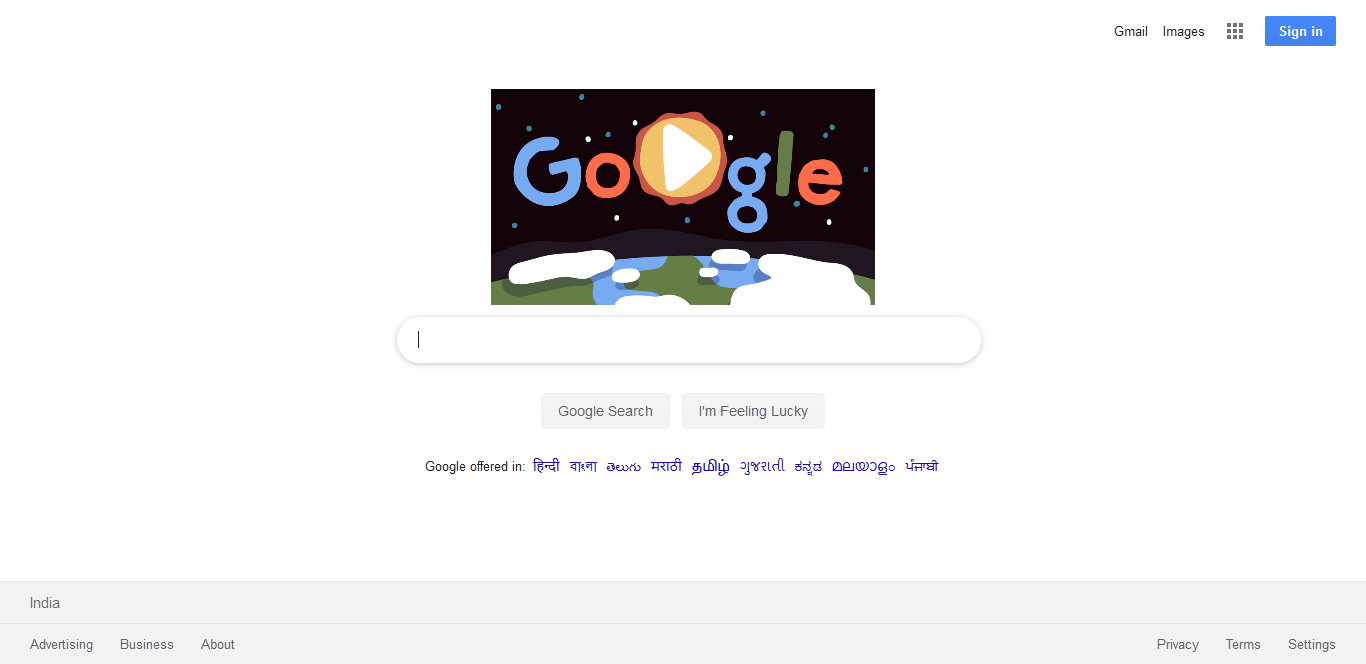 Gmail Images Sign in
Google
Google Search I'm Feeling Lucky
Google offered in: हिन्दी বাংলা తెలుగు मराठी தமிழ் ગુજરાતી ಕನ್ನಡ മലയാളം ਪੰਜਾਬੀ
India
Advertising Business About Privacy Terms Settings